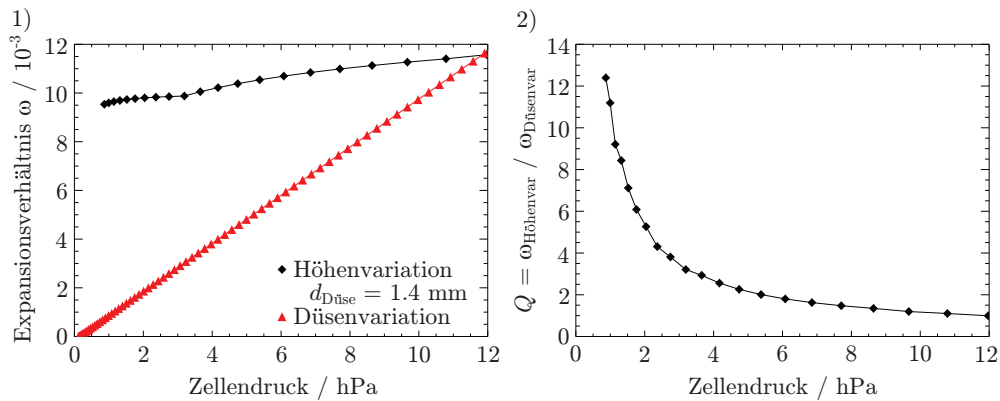 1)
Expansionsverhältnis ω / 10⁻³
12
10
8
6
4
2
0
0 2 4 6 8 10 12
Zellendruck / hPa
Höhenvariation
d_Düse = 1.4 mm
Düsenvariation
2)
Q = ω_Höhenvar / ω_Düsenvar
14
12
10
8
6
4
2
0
0 2 4 6 8 10 12
Zellendruck / hPa